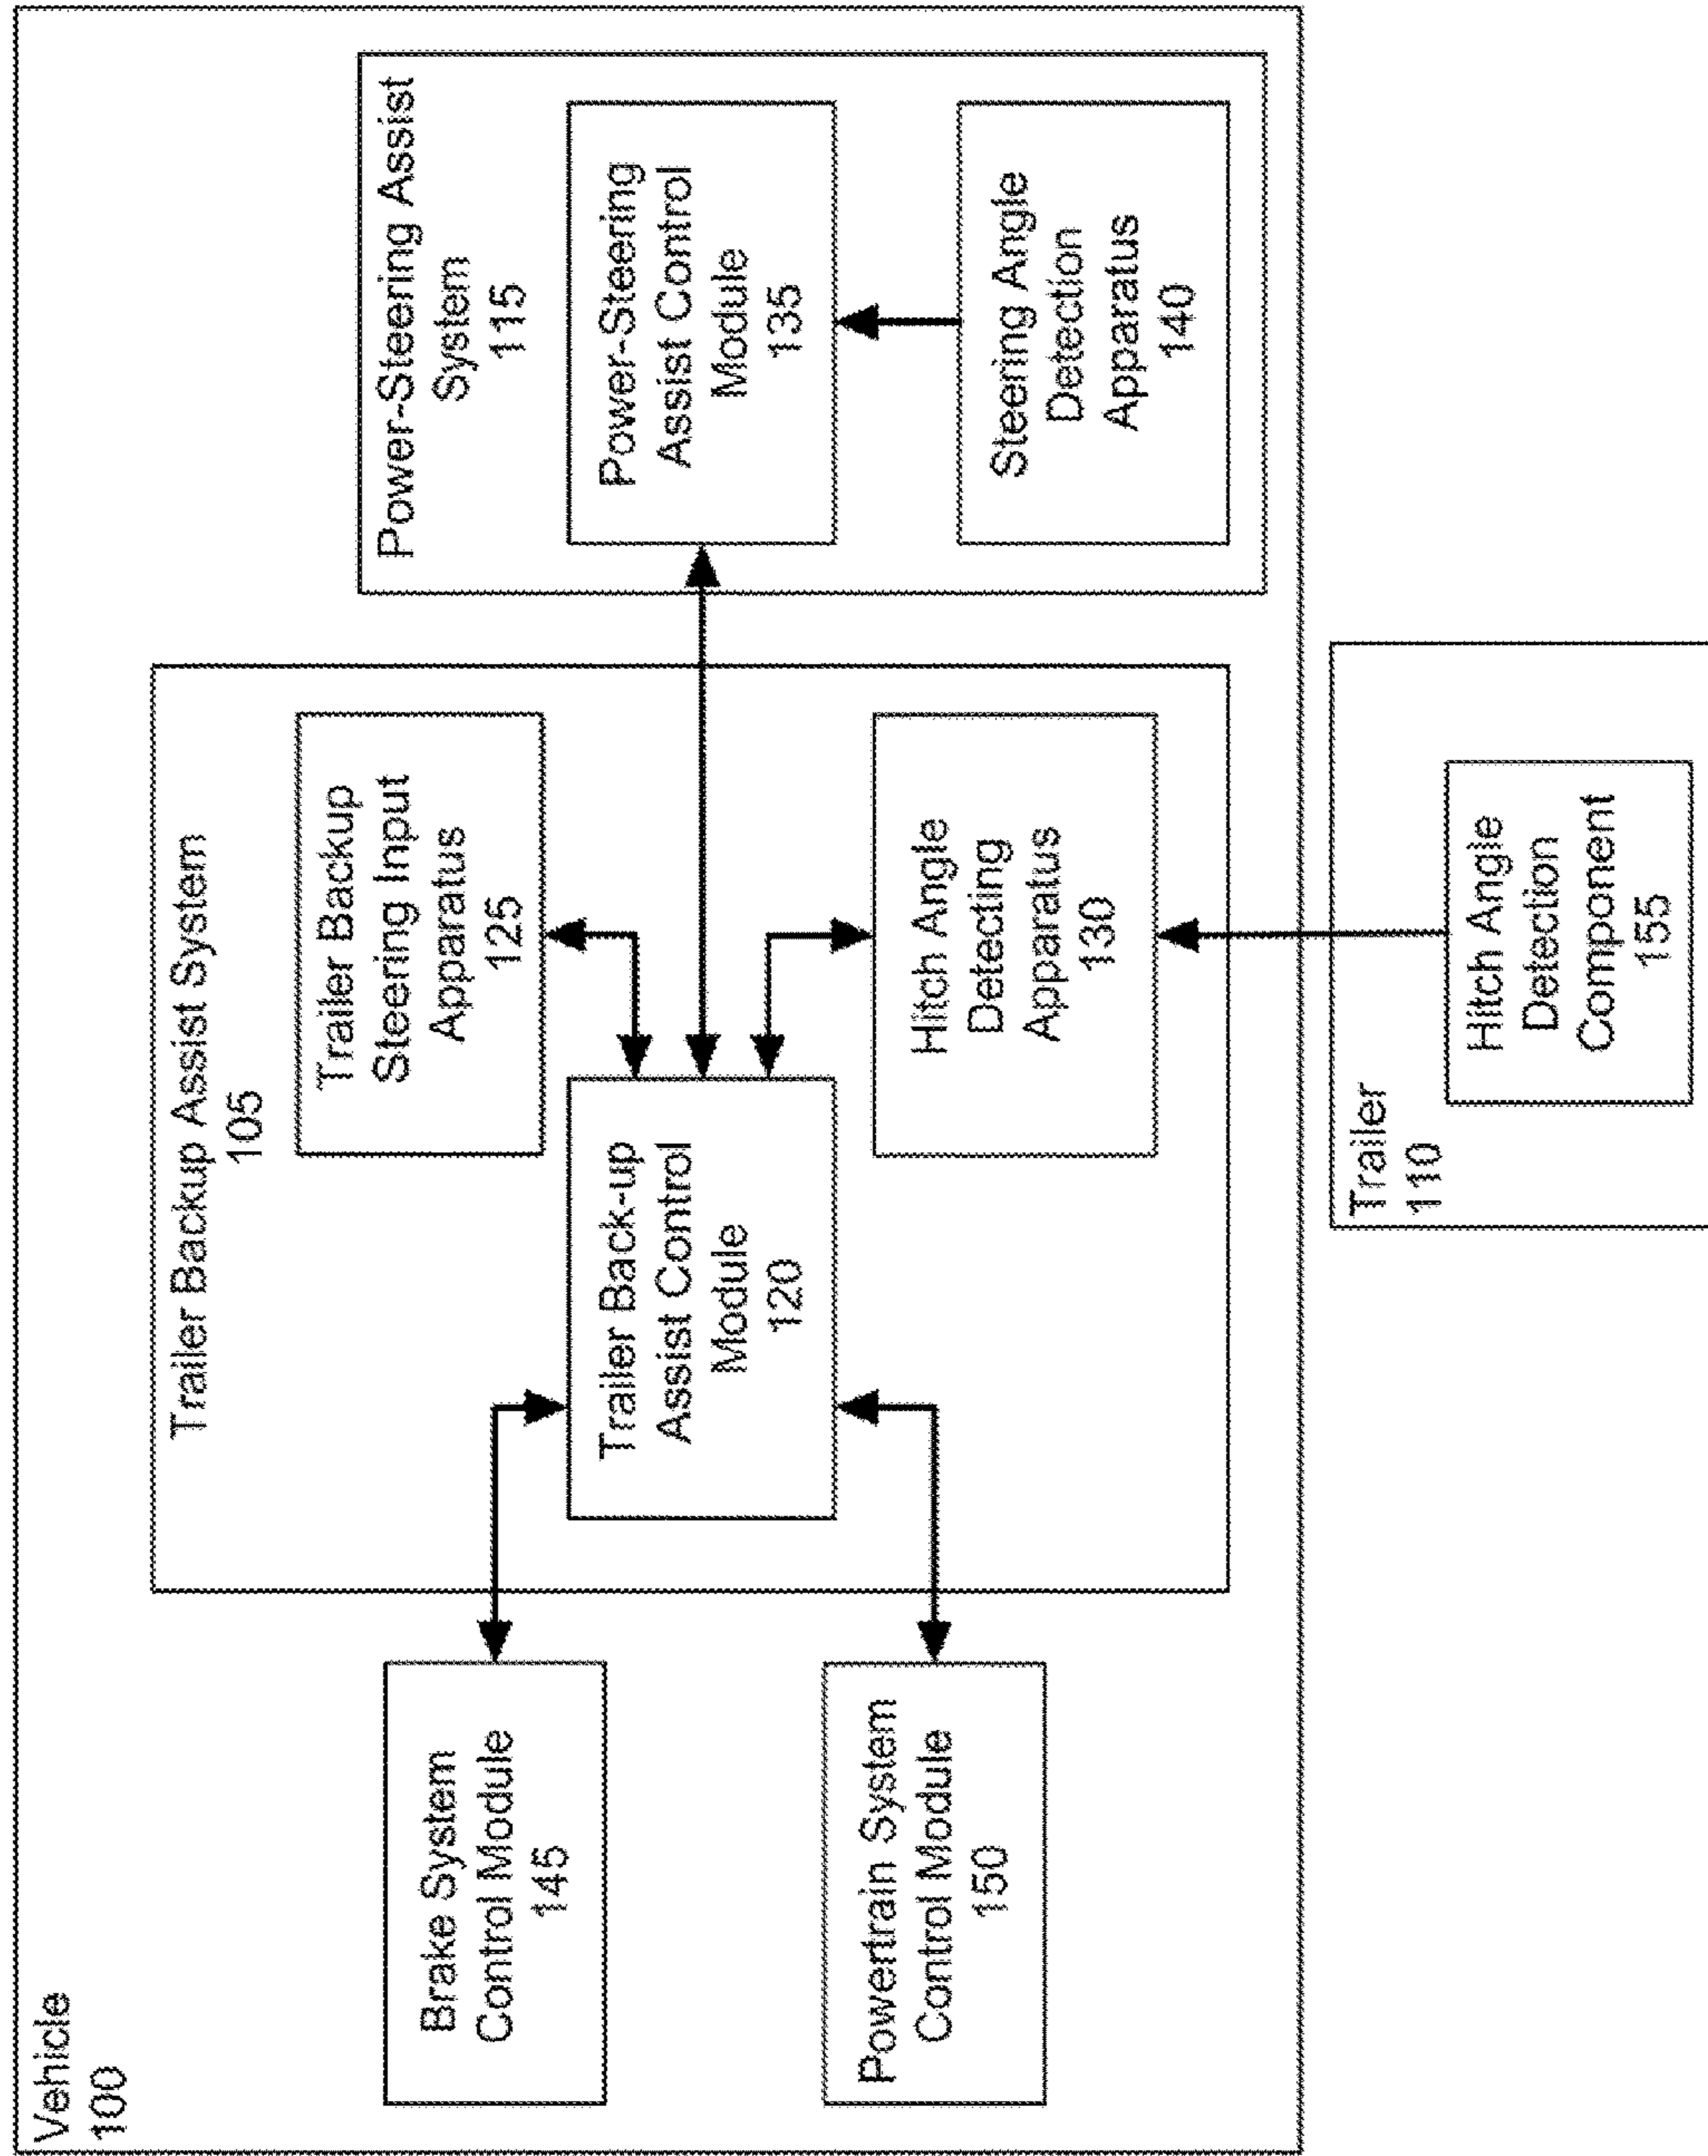 Vehicle
100
Trailer Backup Assist System
105
Power-Steering Assist
System
115
Brake System
Control Module
145
Trailer Backup
Steering Input
Apparatus
125
Trailer Back-up
Assist Control
Module
120
Power-Steering
Assist Control
Module
135
Powertrain System
Control Module
150
Hitch Angle
Detecting
Apparatus
130
Steering Angle
Detection
Apparatus
140
Trailer
110
Hitch Angle
Detection
Component
155